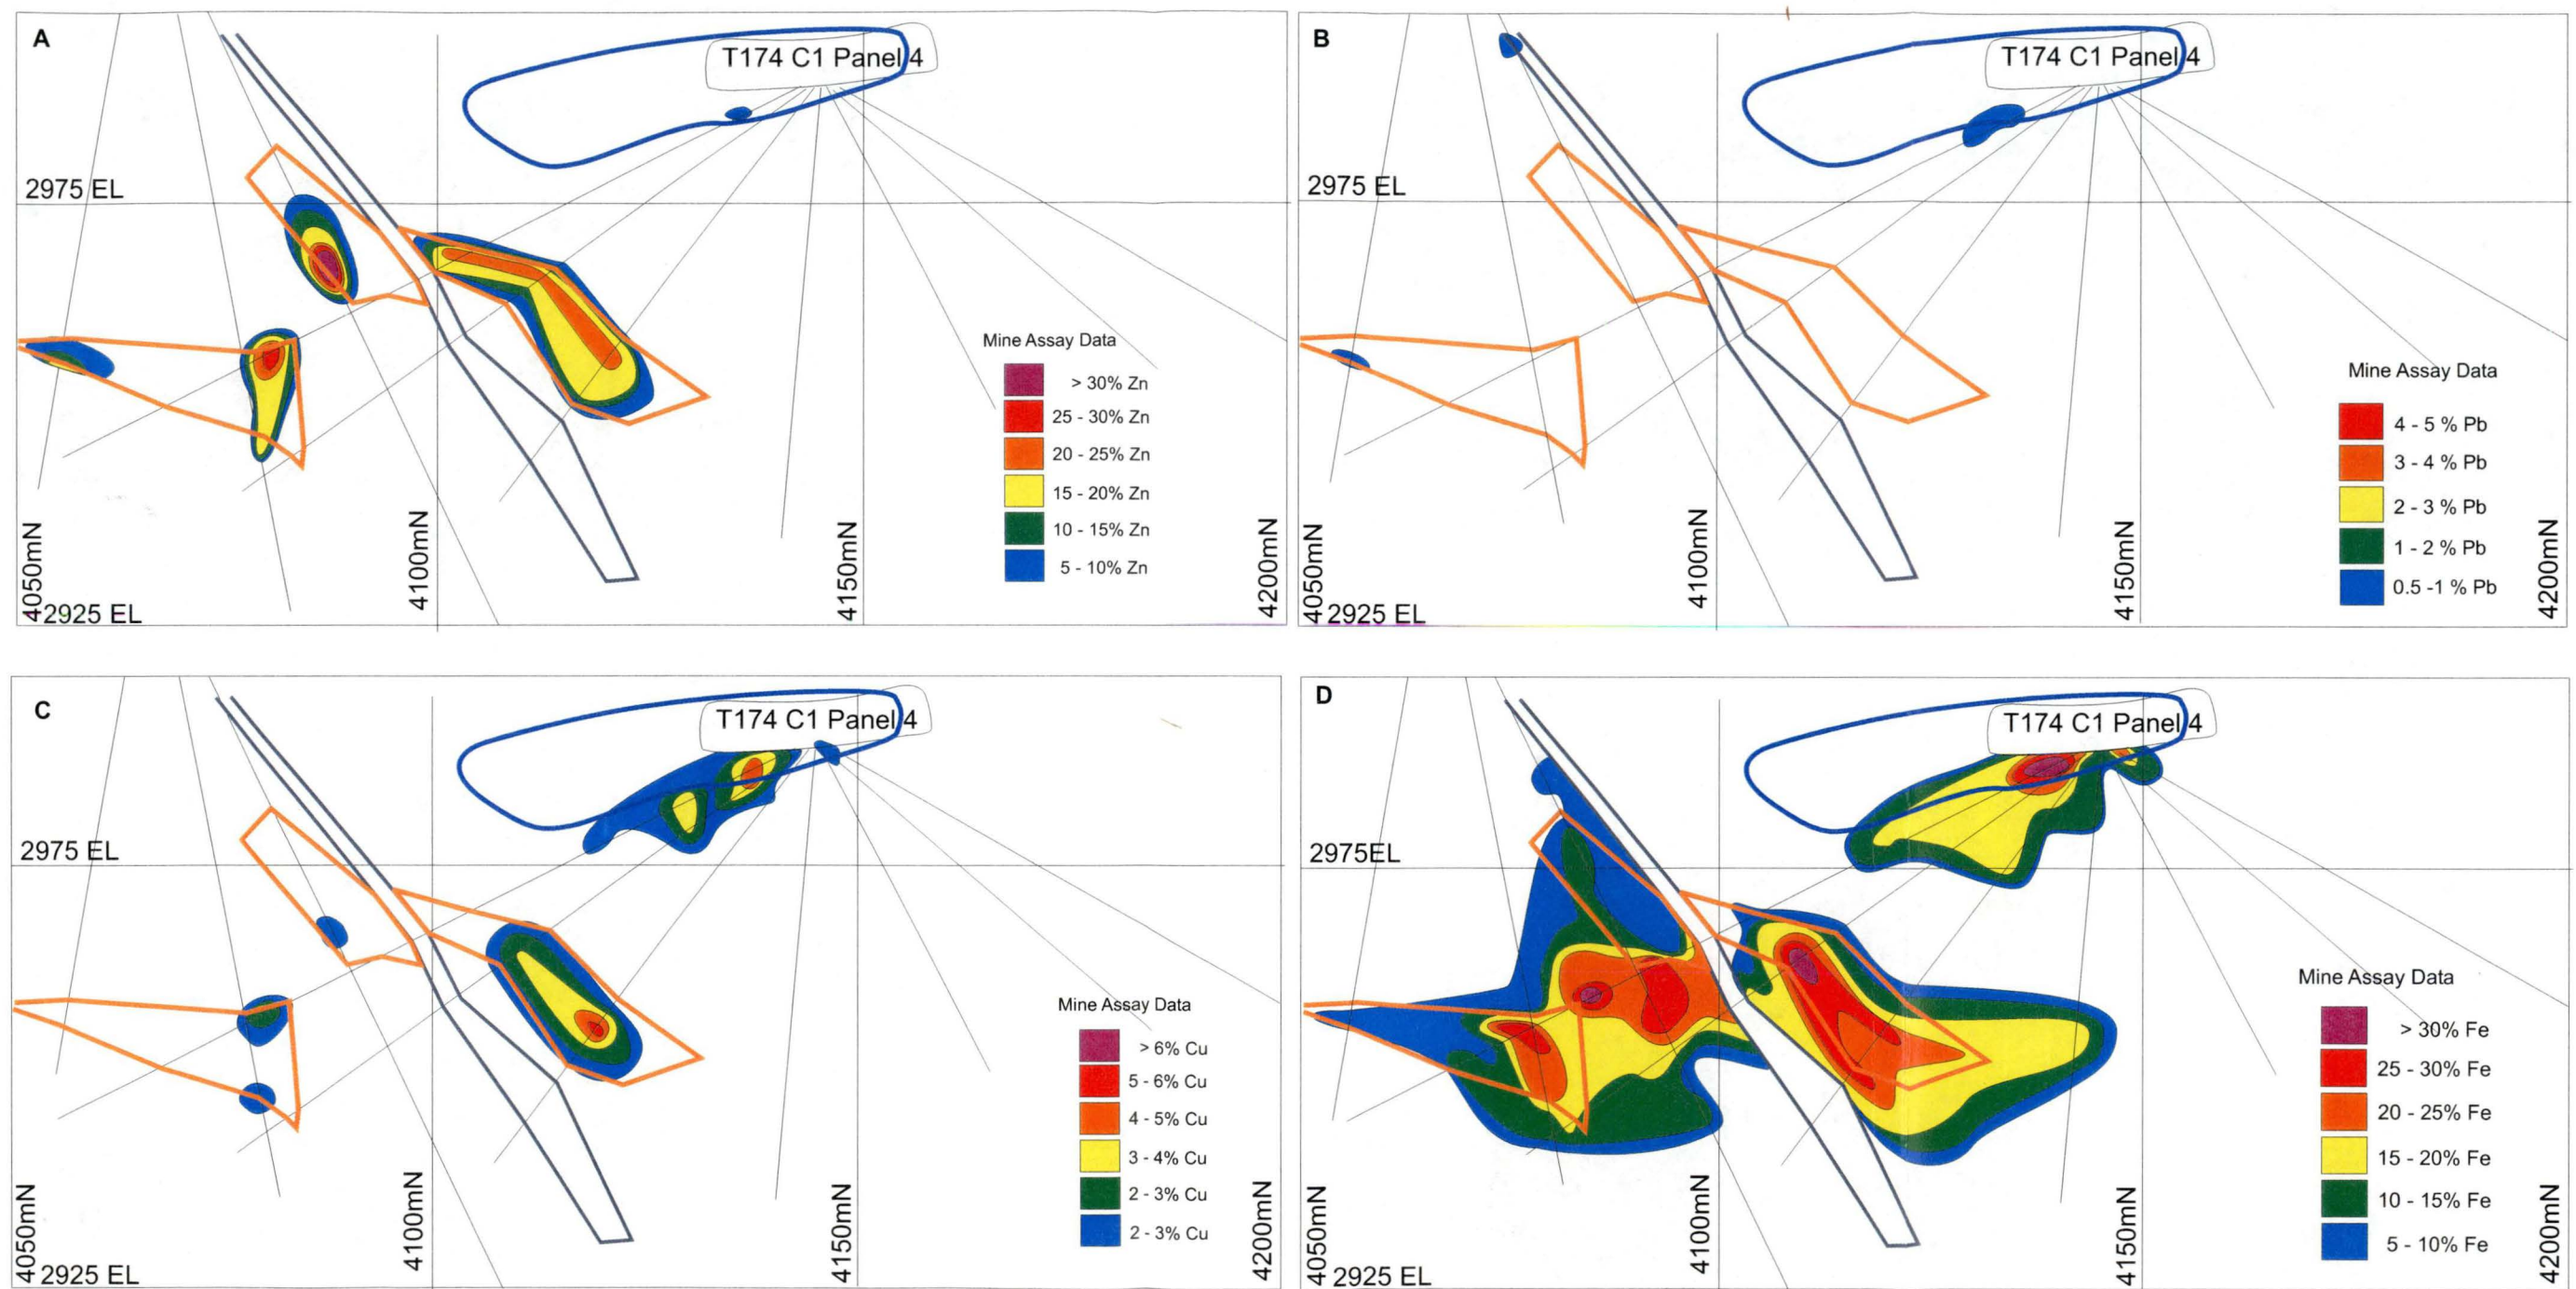 A
T174 C1 Panel 4
2975 EL
Mine Assay Data
> 30% Zn
25 - 30% Zn
20 - 25% Zn
15 - 20% Zn
10 - 15% Zn
5 - 10% Zn
4050mN
4100mN
4150mN
4200mN
2925 EL
B
T174 C1 Panel 4
2975 EL
Mine Assay Data
4 - 5 % Pb
3 - 4 % Pb
2 - 3 % Pb
1 - 2 % Pb
0.5 -1 % Pb
4050mN
4100mN
4150mN
4200mN
2925 EL
C
T174 C1 Panel 4
2975 EL
Mine Assay Data
> 6% Cu
5 - 6% Cu
4 - 5% Cu
3 - 4% Cu
2 - 3% Cu
2 - 3% Cu
4050mN
4100mN
4150mN
4200mN
2925 EL
D
T174 C1 Panel 4
2975EL
Mine Assay Data
> 30% Fe
25 - 30% Fe
20 - 25% Fe
15 - 20% Fe
10 - 15% Fe
5 - 10% Fe
4050mN
4100mN
4150mN
4200mN
2925 EL